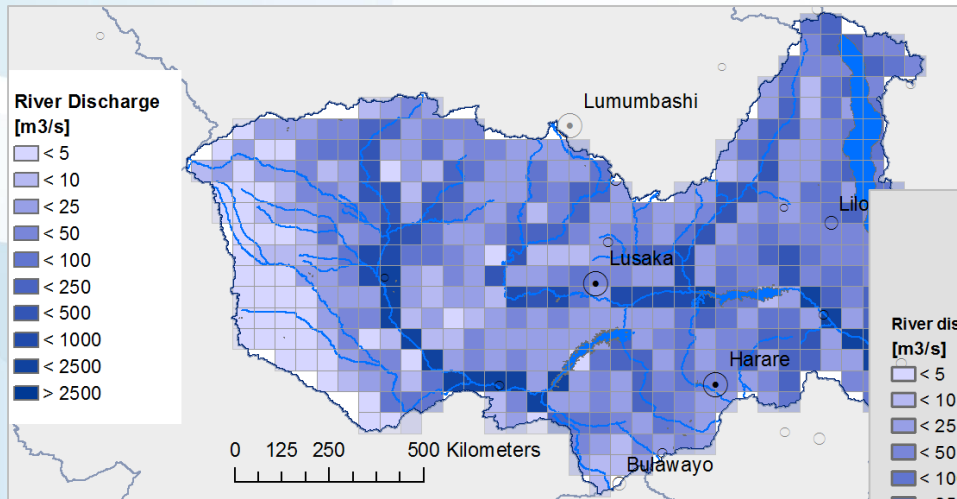 River Discharge
[m3/s]
< 5
< 10
< 25
< 50
< 100
< 250
< 500
< 1000
< 2500
> 2500
Lumumbashi
Lilo
Lusaka
Harare
Bulawayo
0 125 250 500 Kilometers
River dis
[m3/s]
< 5
< 10
< 25
< 50
< 10